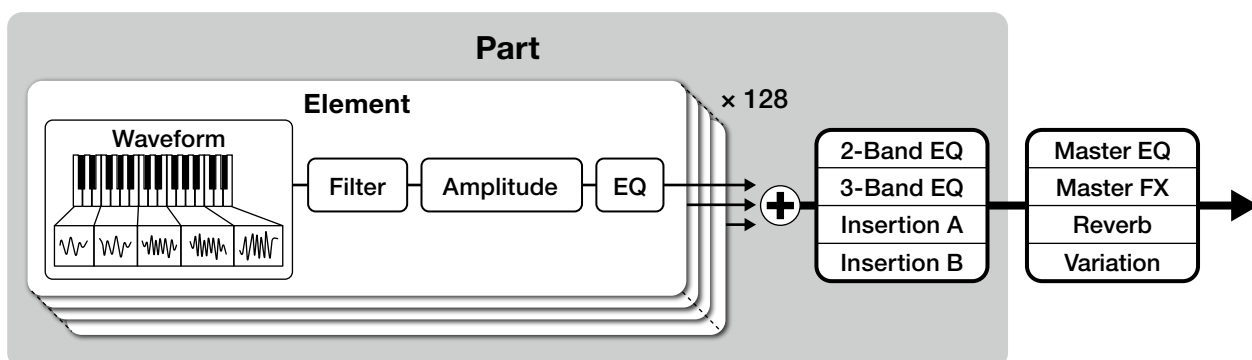 Part
Element
× 128
Waveform
Filter
Amplitude
EQ
2-Band EQ
3-Band EQ
Insertion A
Insertion B
Master EQ
Master FX
Reverb
Variation